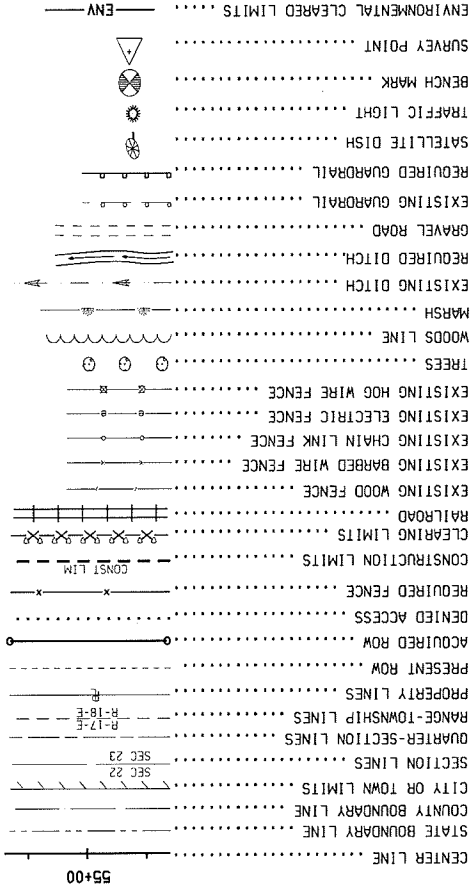 55+00
CENTER LINE
STATE BOUNDARY LINE
COUNTY BOUNDARY LINE
CITY OR TOWN LIMITS
SECTION LINES SEC 22
SEC 23
QUARTER-SECTION LINES
RANGE-TOWNSHIP LINES R-17-E
R-18-E
PROPERTY LINES PL
PRESENT ROW
ACQUIRED ROW
DENIED ACCESS
REQUIRED FENCE
CONSTRUCTION LIMITS CONST LIM
CLEARING LIMITS
RAILROAD
EXISTING WOOD FENCE
EXISTING BARBED WIRE FENCE
EXISTING CHAIN LINK FENCE
EXISTING ELECTRIC FENCE
EXISTING HOG WIRE FENCE
TREES
WOODS LINE
MARSH
EXISTING DITCH
REQUIRED DITCH
GRAVEL ROAD
EXISTING GUARDRAIL
REQUIRED GUARDRAIL
SATELLITE DISH
TRAFFIC LIGHT
BENCH MARK
SURVEY POINT
ENVIRONMENTAL CLEARED LIMITS ENV